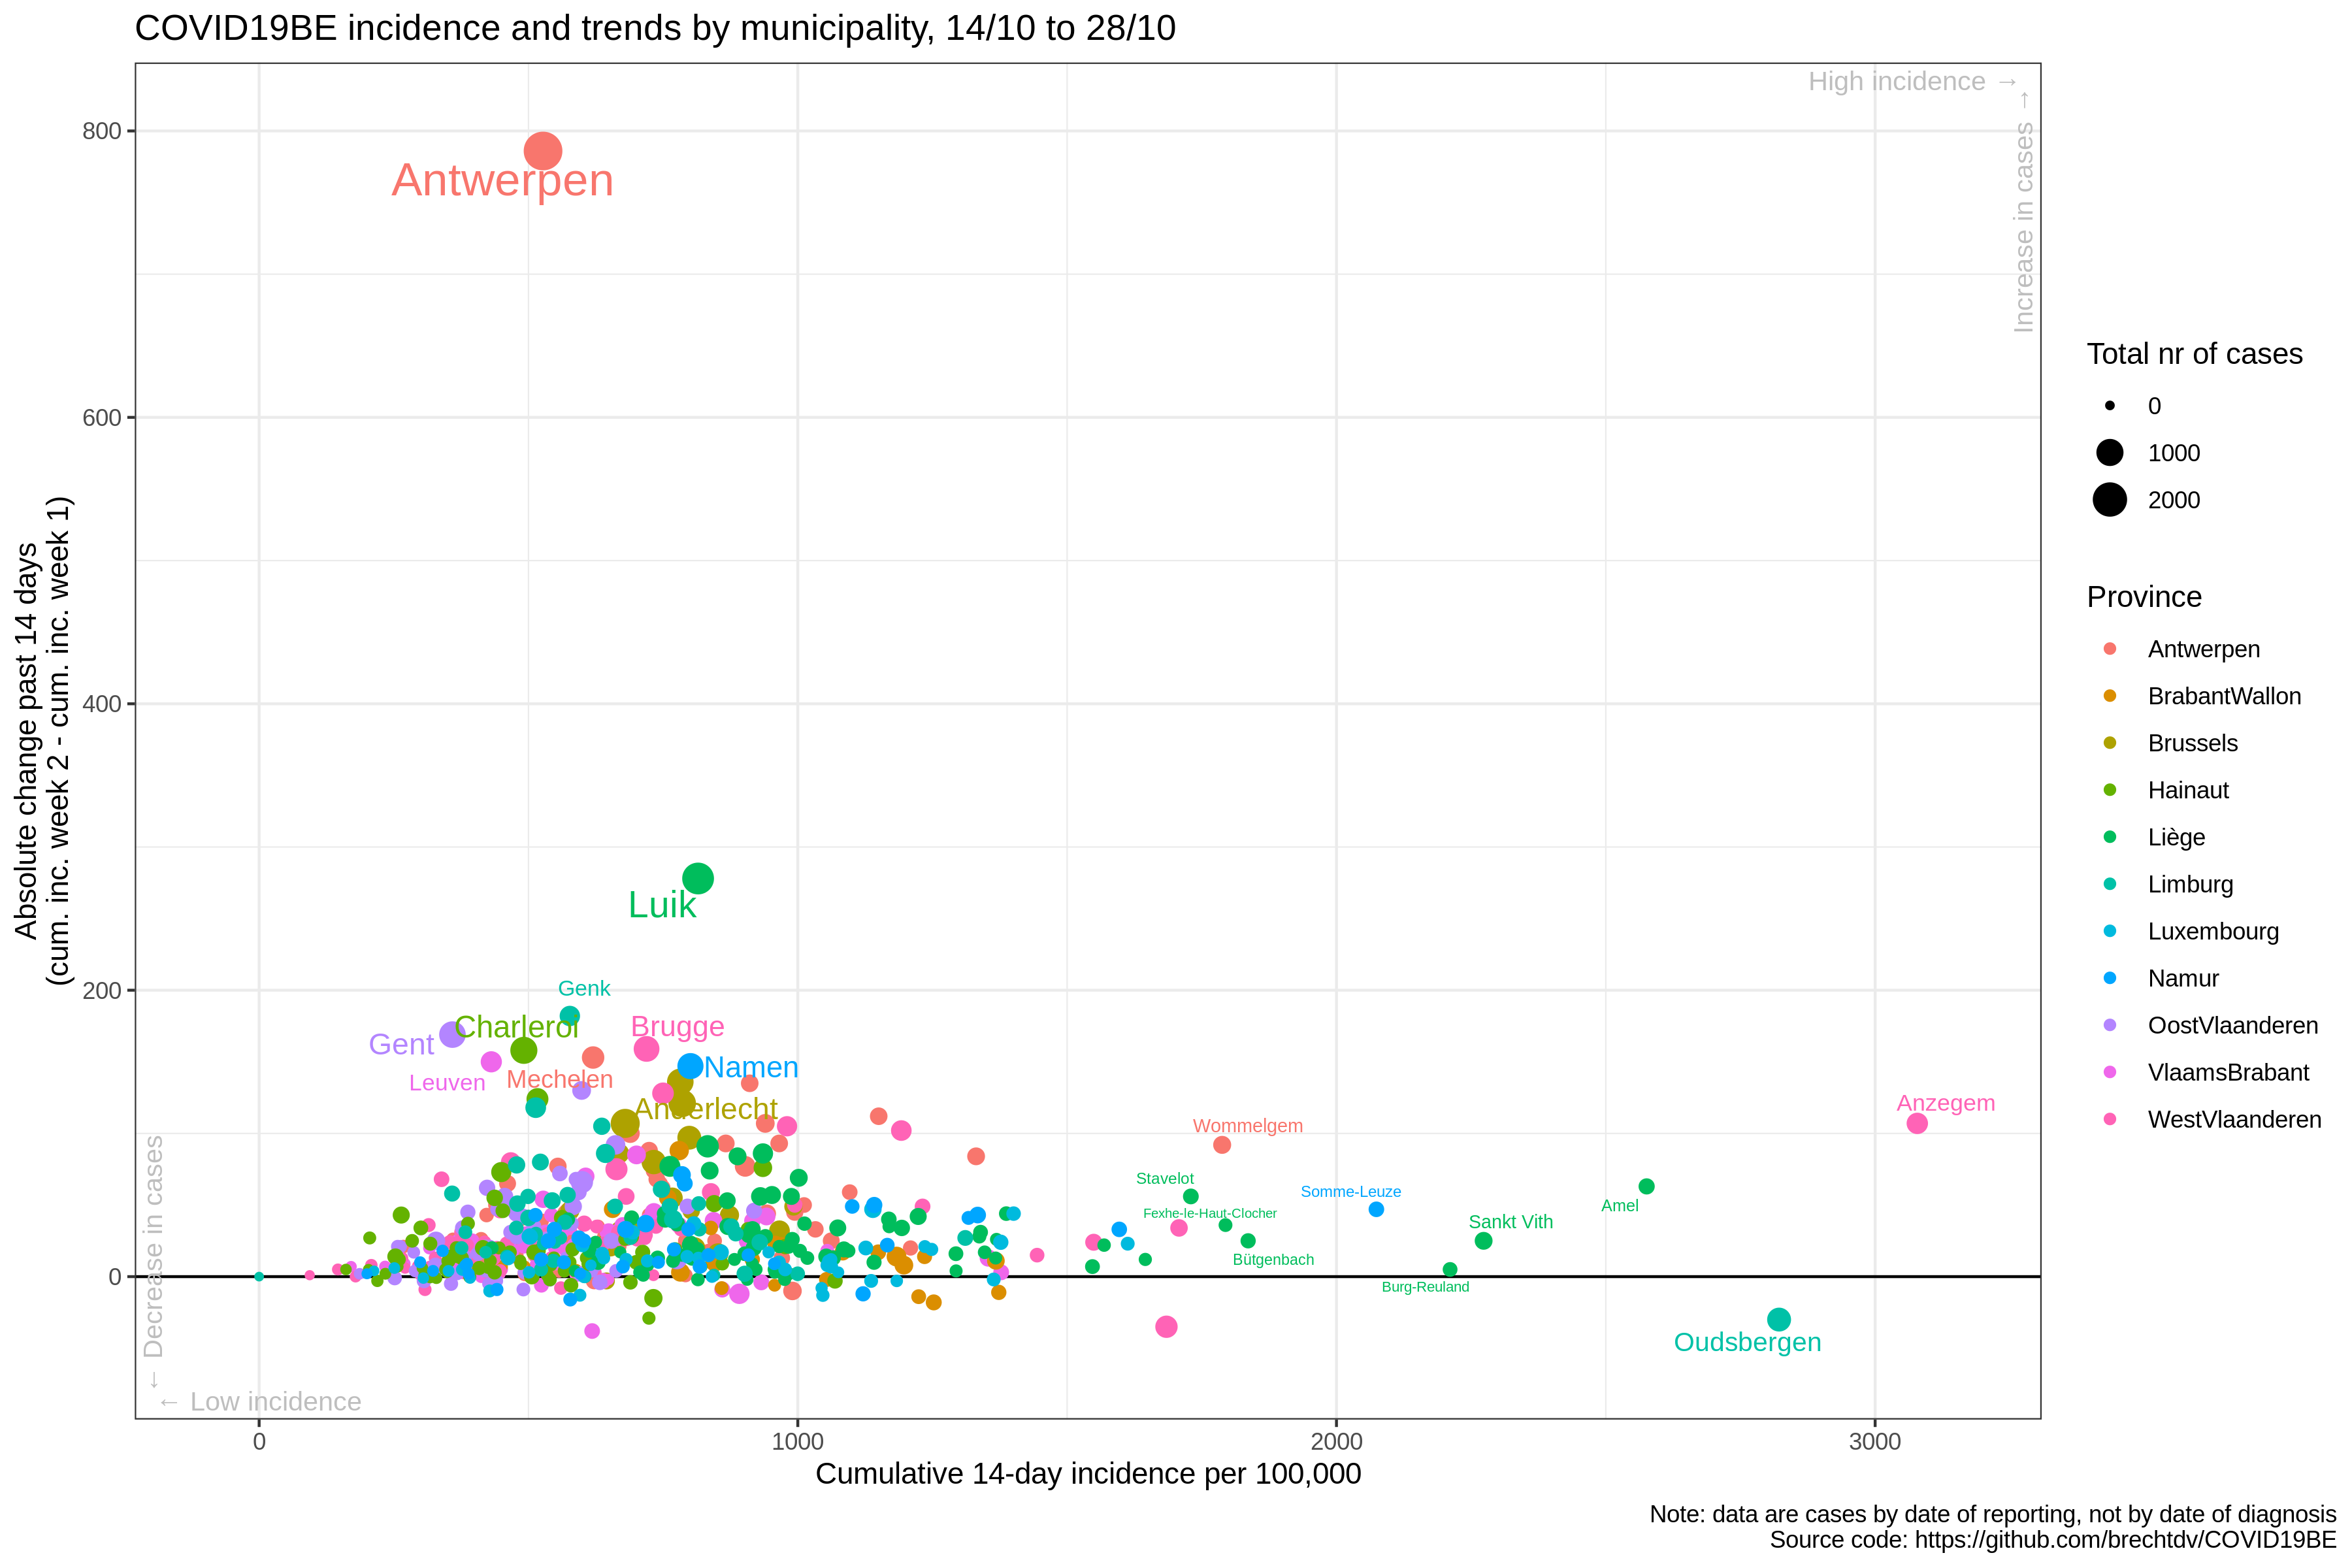 COVID19BE incidence and trends by municipality, 14/10 to 28/10
High incidence →
Increase in cases →
Antwerpen
Luik
Genk
Charleroi
Brugge
Gent
Namen
Leuven
Mechelen
Anderlecht
Anzegem
Wommelgem
Stavelot
Somme-Leuze
Amel
Fexhe-le-Haut-Clocher
Sankt Vith
Bütgenbach
Burg-Reuland
Oudsbergen
← Decrease in cases
← Low incidence
800
600
400
200
0
0
1000
2000
3000
Absolute change past 14 days
(cum. inc. week 2 - cum. inc. week 1)
Cumulative 14-day incidence per 100,000
Total nr of cases
0
1000
2000
Province
Antwerpen
BrabantWallon
Brussels
Hainaut
Liège
Limburg
Luxembourg
Namur
OostVlaanderen
VlaamsBrabant
WestVlaanderen
Note: data are cases by date of reporting, not by date of diagnosis
Source code: https://github.com/brechtdv/COVID19BE